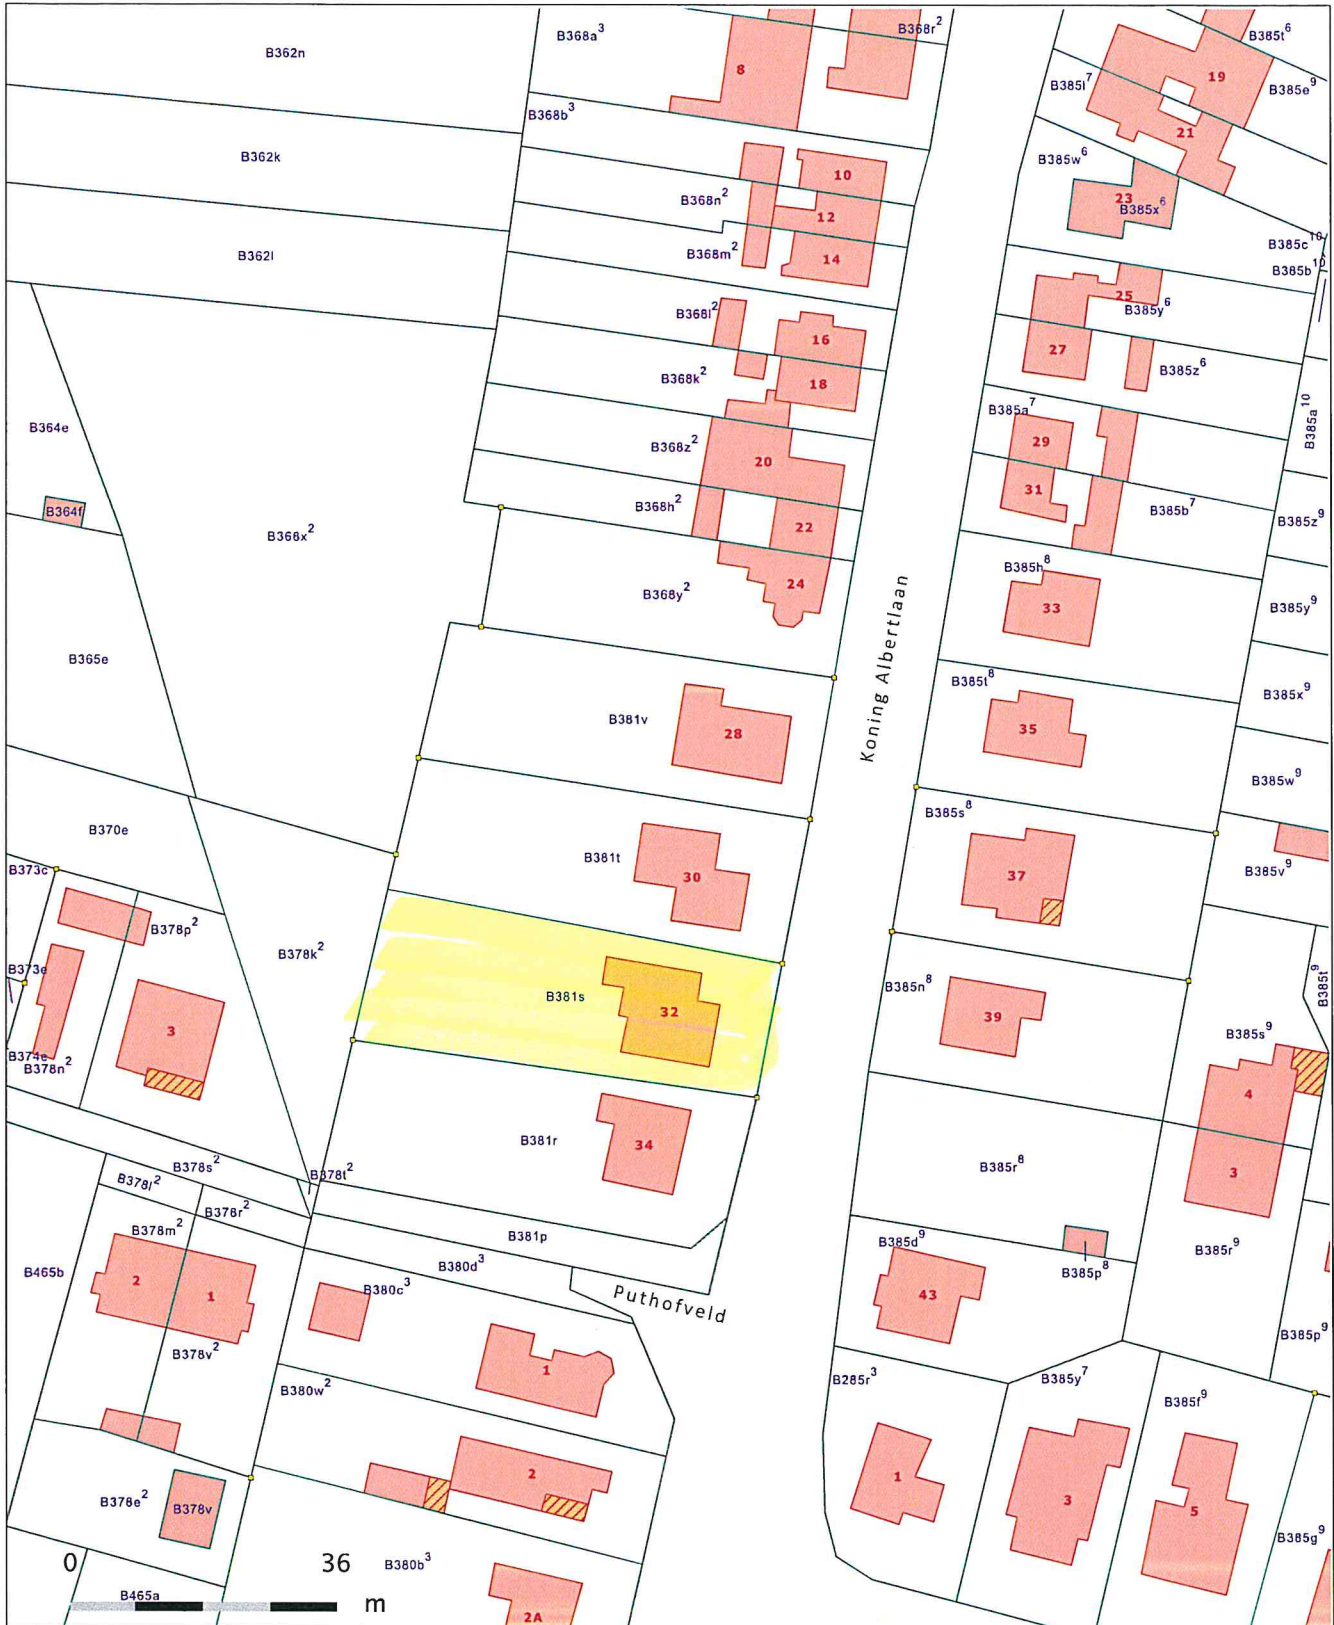 B362n
B368a³
8
B368r²
B385t⁶
19
B385l⁷
B385e⁹
B368b³
21
B362k
B385w⁶
10
B368n²
23
B385x⁶
12
B385c¹⁰
B362l
B368m²
14
B385b¹⁰
25
B385y⁶
B368l²
16
27
B385z⁶
B368k²
18
B385a⁷
B385a¹⁰
B364e
B368z²
20
29
31
B364f
B368h²
22
B385b⁷
B385z⁹
B368x²
B385h⁸
B368y²
24
33
B385y⁹
Koning Albertlaan
B365e
B385t⁸
B385x⁹
B381v
28
35
B385w⁹
B385s⁸
B370e
B381t
30
37
B385v⁹
B373c
B378p²
B378k²
B373e
B385n⁸
B385t⁹
B381s
32
39
3
B385s⁹
B374e
B378n²
4
B381r
34
B385r⁸
3
B378s²
B378t²
B378l²
B378r²
B378m²
B381p
B385d⁹
B385r⁹
B465b
B380d³
B385p⁸
2
1
B380c³
Puthofveld
43
B385p⁹
B378v²
1
B285r³
B385y⁷
B380w²
B385f⁹
2
1
3
5
B378e²
B378v
B385g⁹
0
36
m
B380b³
B465a
2A